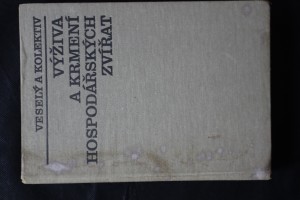 VESELÝ A KOLEKTIV
VÝŽIVA
A KRMENÍ
HOSPODÁŘSKÝCH
ZVÍŘAT